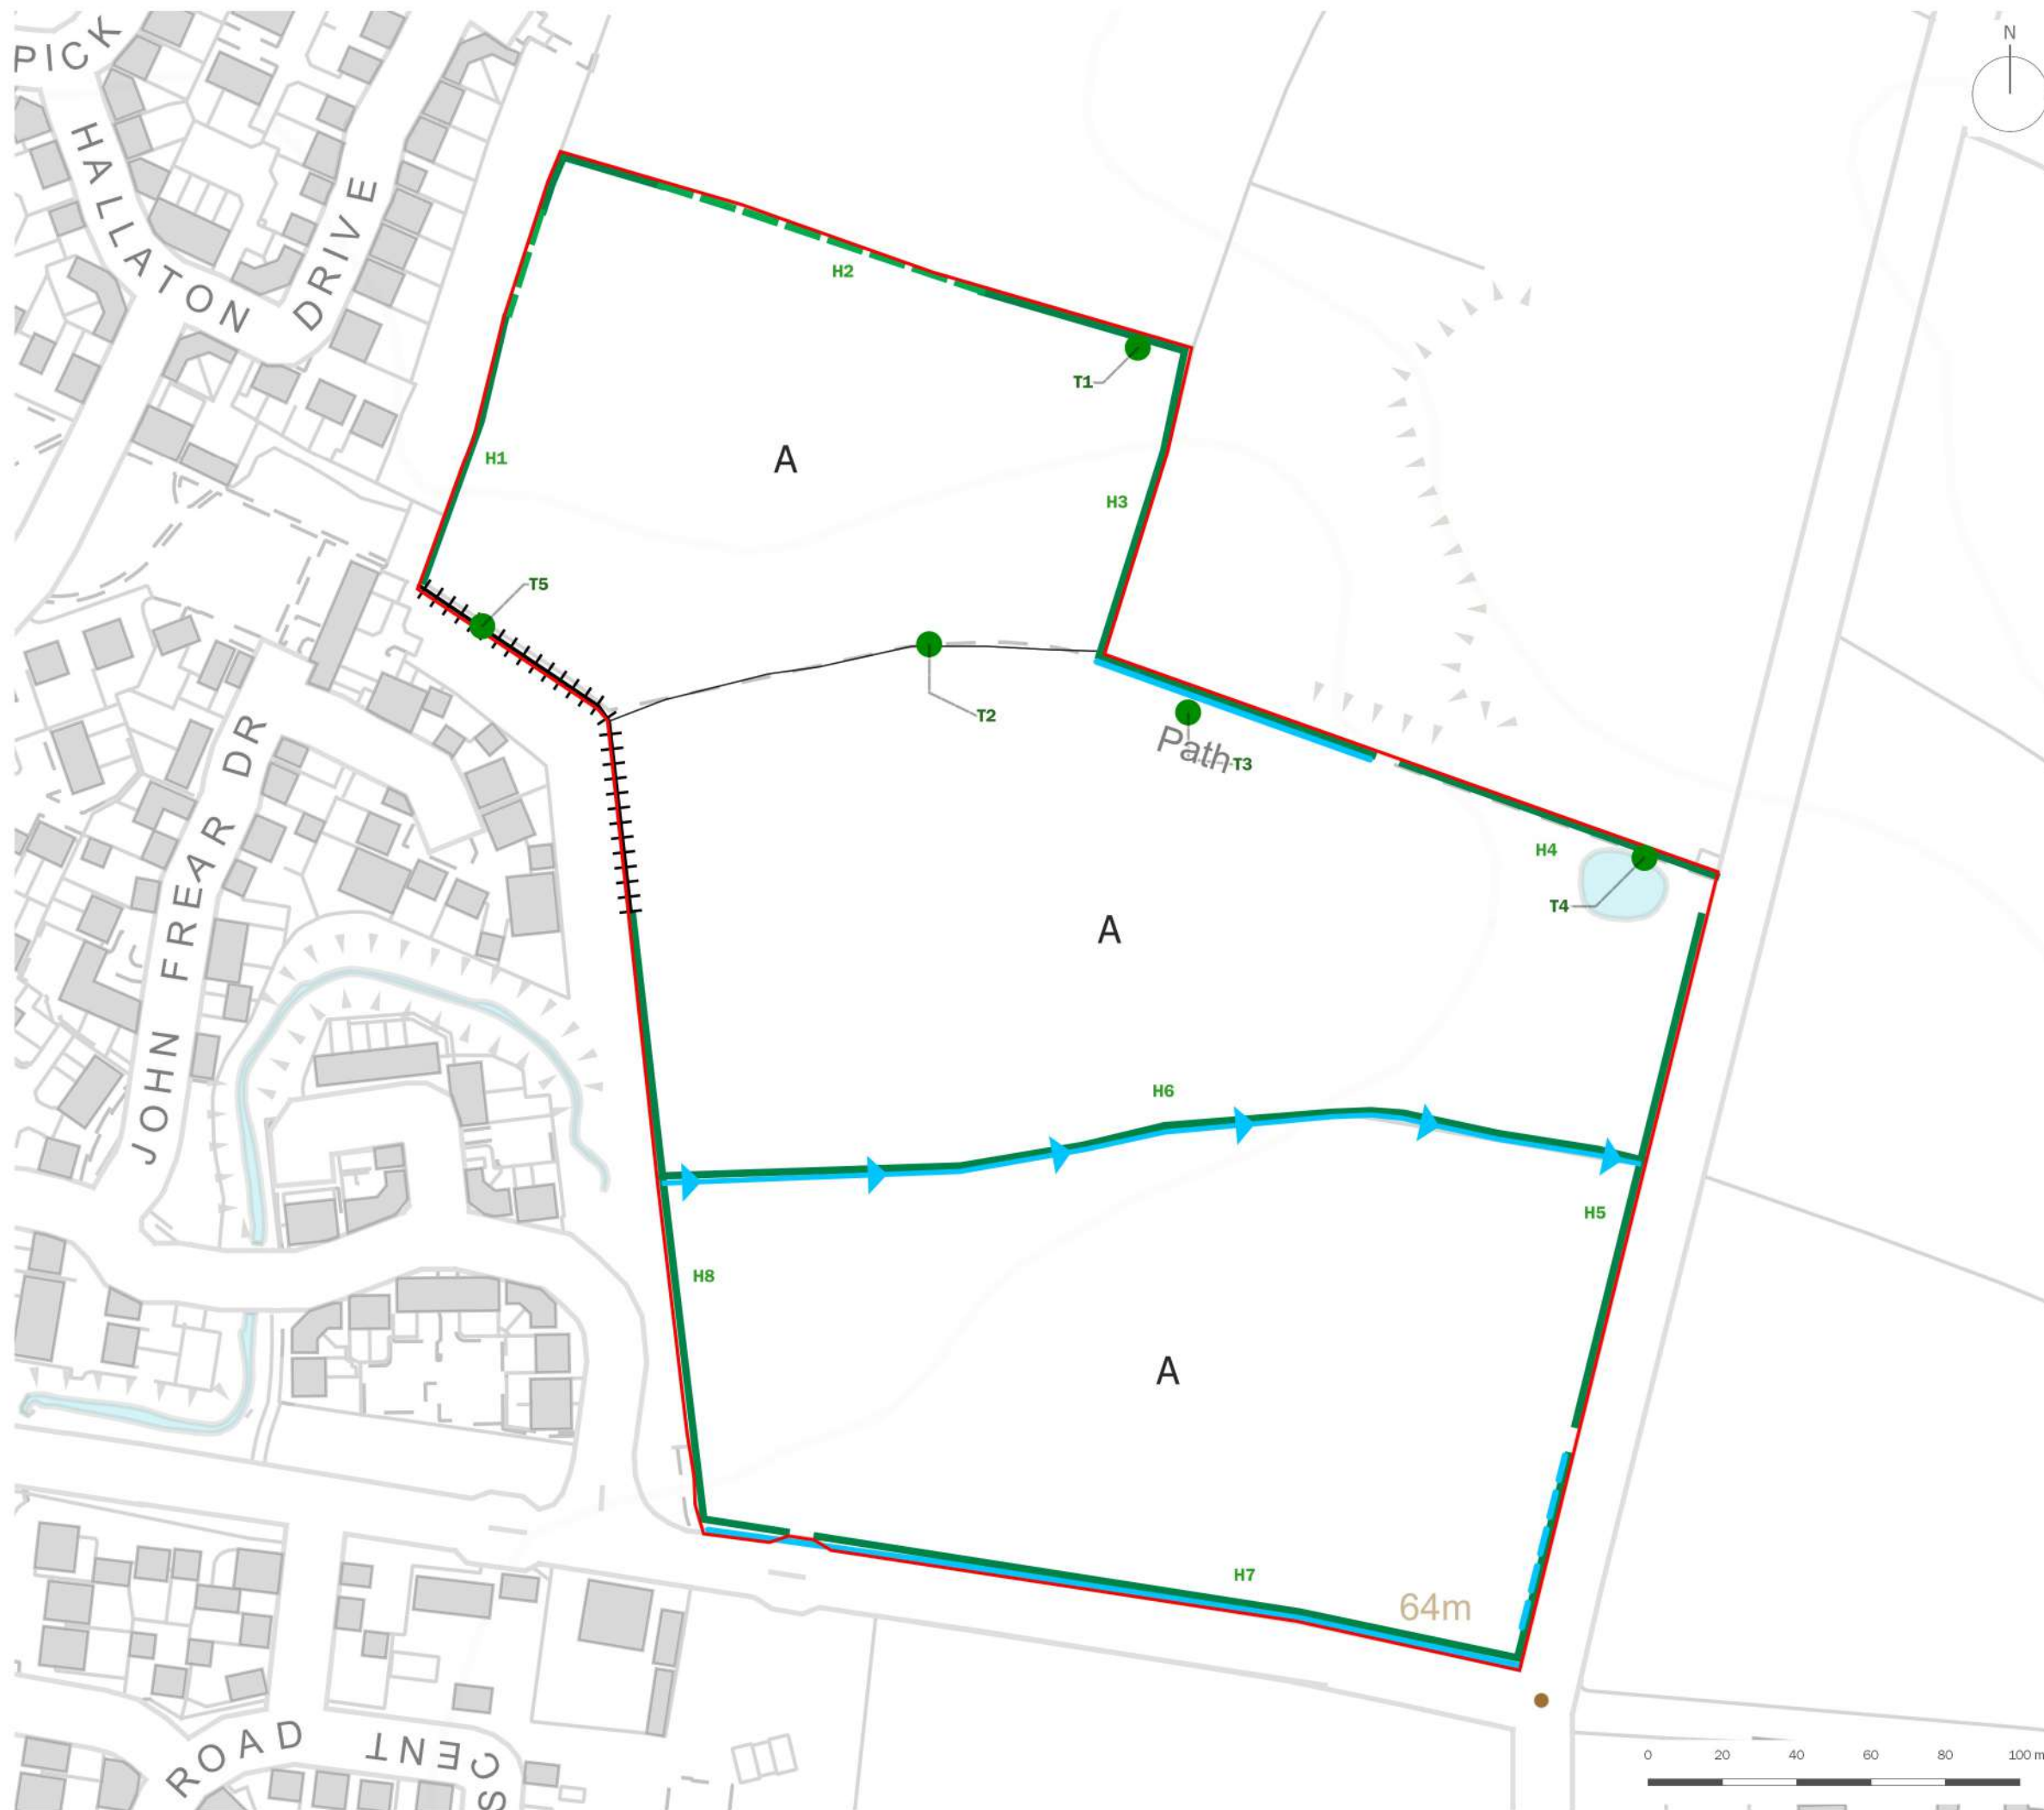 PICK
N
HALLATON
DRIVE
H2
T1
A
H1
H3
T5
T2
Path
T3
JOHN FREAR DR
H4
T4
A
H6
H5
H8
A
H7
64m
ROAD
CENT
S
0 20 40 60 80 100 m